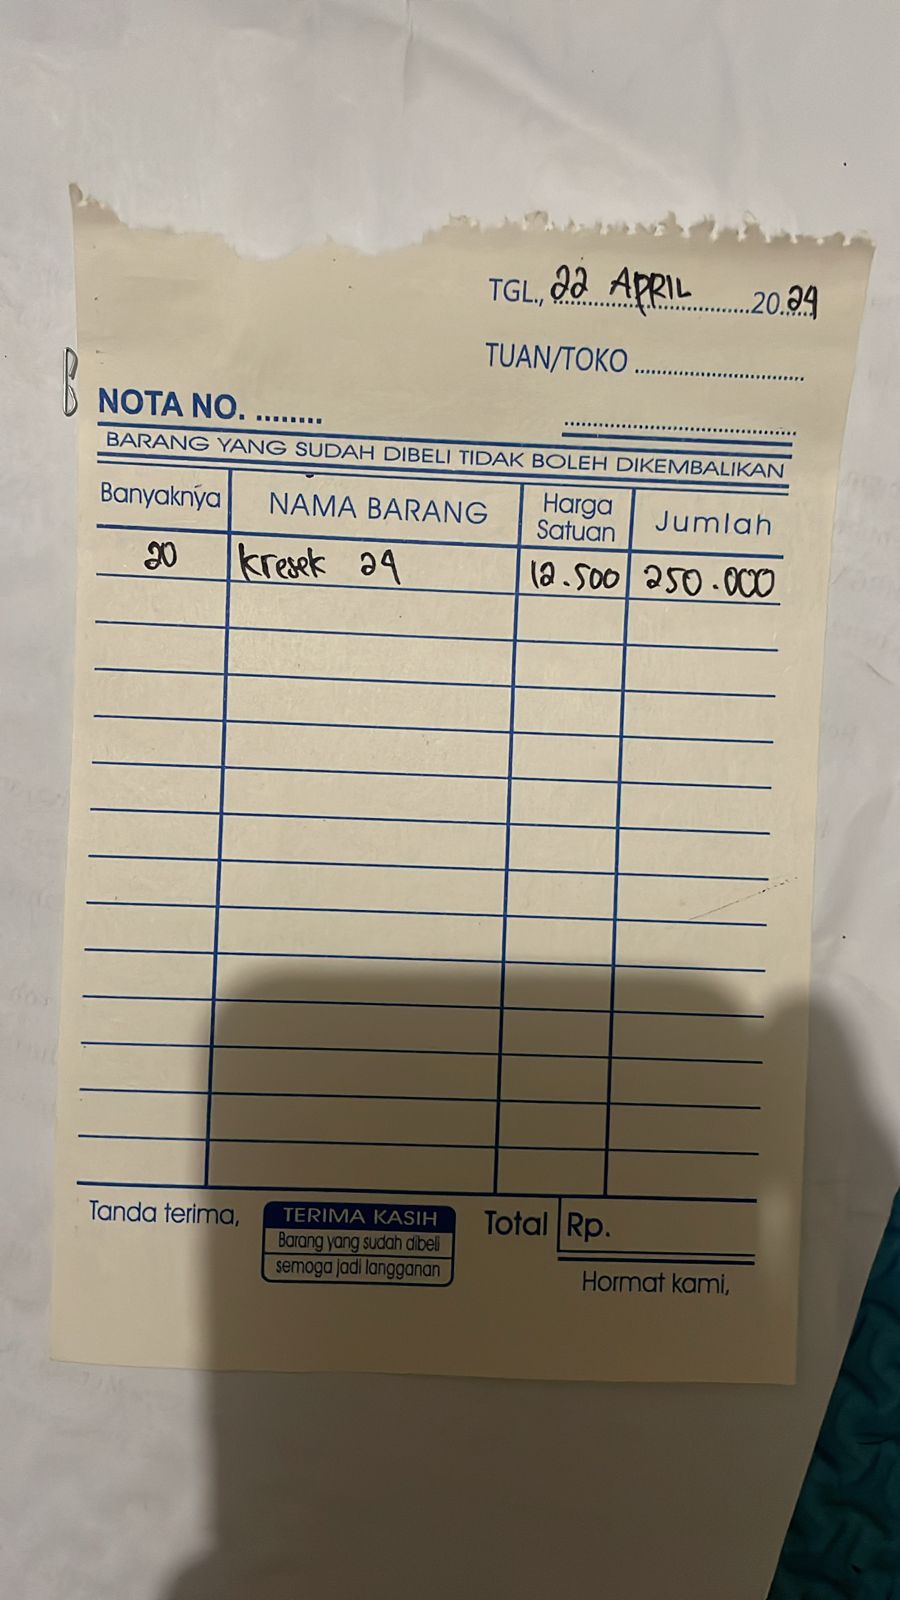 TGL., 22 APRIL 20.24
TUAN/TOKO
NOTA NO. ........
BARANG YANG SUDAH DIBELI TIDAK BOLEH DIKEMBALIKAN
Banyaknya NAMA BARANG Harga Satuan Jumlah
20 Kresek 24 12.500 250.000
Tanda terima, TERIMA KASIH Total Rp.
Barang yang sudah dibeli
semoga jadi langganan
Hormat kami,